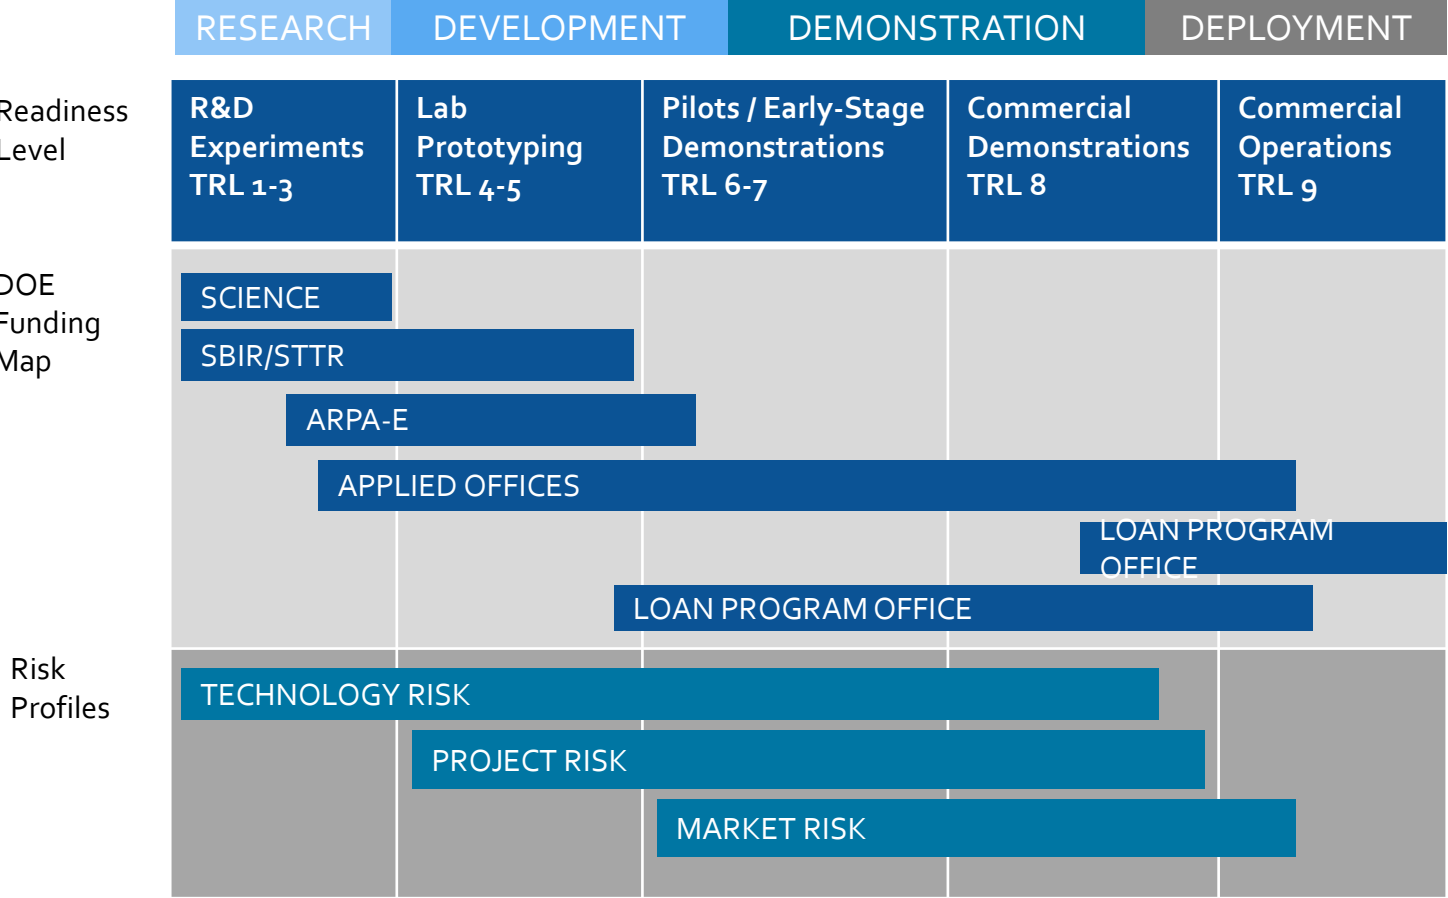 RESEARCH DEVELOPMENT DEMONSTRATION DEPLOYMENT
Readiness
Level
R&D
Experiments
TRL 1-3
Lab
Prototyping
TRL 4-5
Pilots / Early-Stage
Demonstrations
TRL 6-7
Commercial
Demonstrations
TRL 8
Commercial
Operations
TRL 9
DOE
Funding
Map
SCIENCE
SBIR/STTR
ARPA-E
APPLIED OFFICES
LOAN PROGRAM
OFFICE
LOAN PROGRAM OFFICE
Risk
Profiles
TECHNOLOGY RISK
PROJECT RISK
MARKET RISK